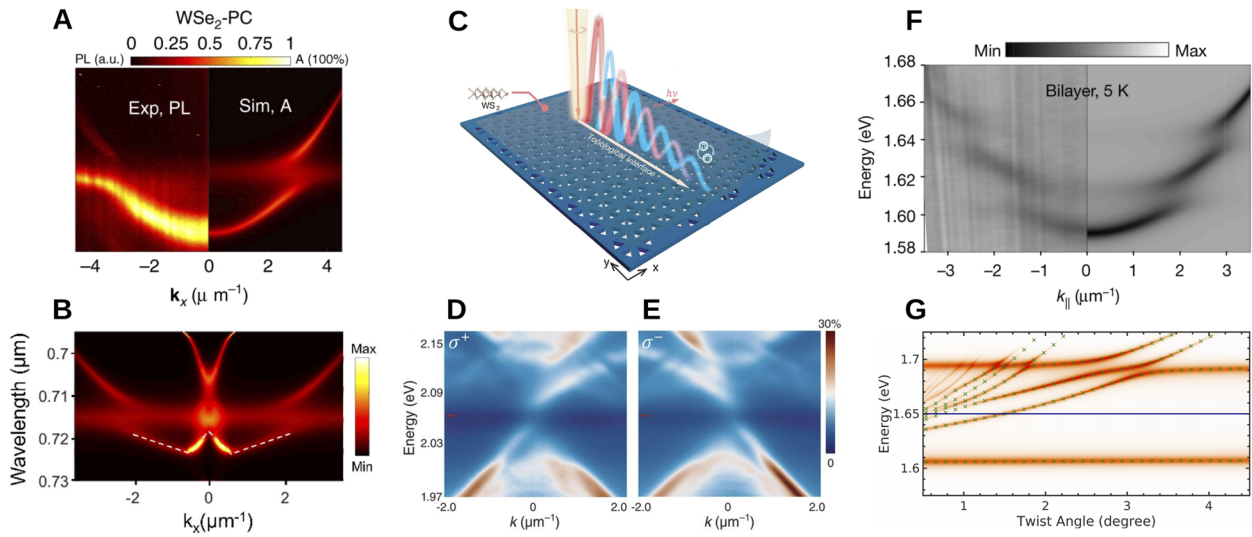 A
WSe2-PC
0 0.25 0.5 0.75 1
PL (a.u.) A (100%)
Exp, PL Sim, A
−4 −2 0 2 4
kx (μ m−1)
B
Wavelength (μm)
0.7
0.71
0.72
0.73
-2 0 2
kx(μm-1)
Max
Min
C
hν
WS2
Topological interface
y x
D
σ+
Energy (eV)
2.15
2.09
2.03
1.97
-2.0 0 2.0
k (μm−1)
E
σ−
-2.0 0 2.0
k (μm−1)
30%
0
F
Min Max
Bilayer, 5 K
Energy (eV)
1.68
1.66
1.64
1.62
1.60
1.58
−3 −2 −1 0 1 2 3
k|| (μm−1)
G
Energy (eV)
1.7
1.65
1.6
1 2 3 4
Twist Angle (degree)